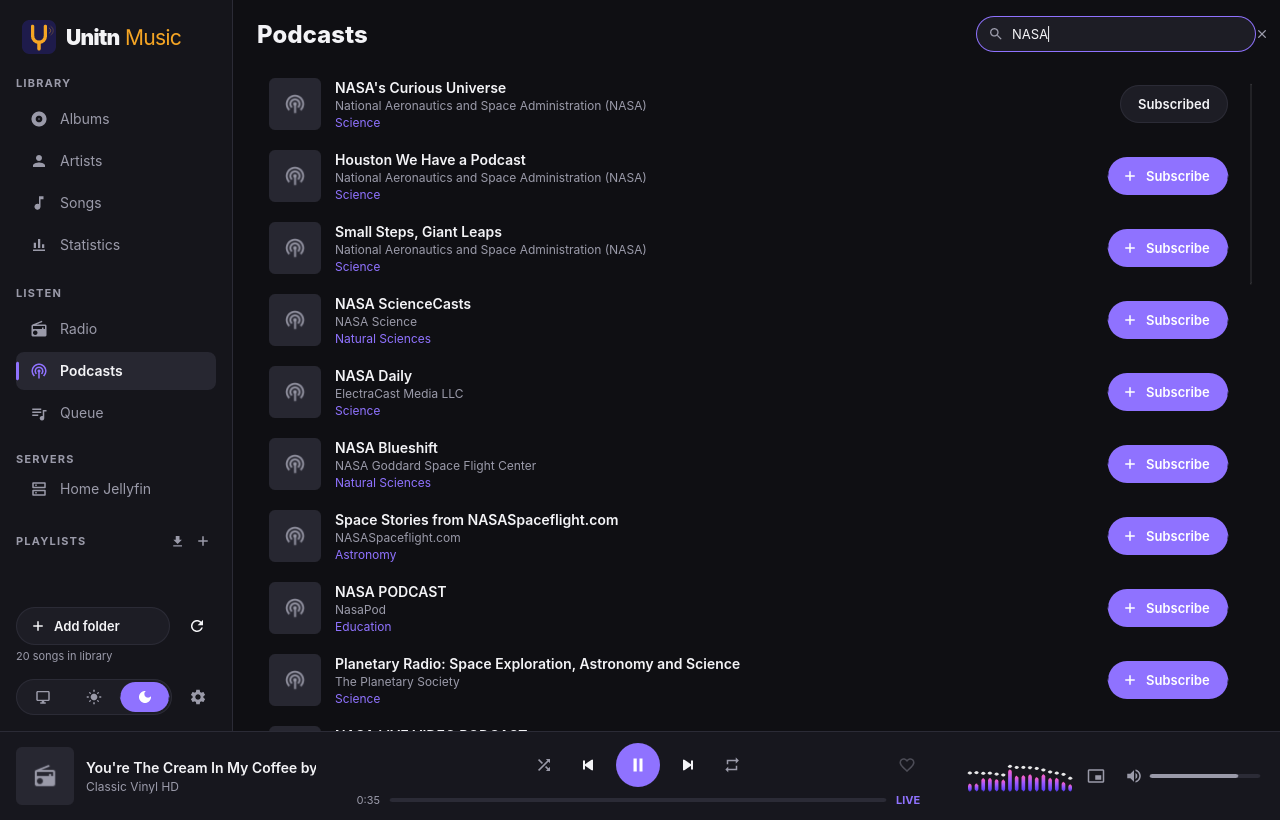 Unitn Music
LIBRARY
Albums
Artists
Songs
Statistics
LISTEN
Radio
Podcasts
Queue
SERVERS
Home Jellyfin
PLAYLISTS
Add folder
20 songs in library
Podcasts
NASA
NASA's Curious Universe
National Aeronautics and Space Administration (NASA)
Science
Subscribed
Houston We Have a Podcast
National Aeronautics and Space Administration (NASA)
Science
Subscribe
Small Steps, Giant Leaps
National Aeronautics and Space Administration (NASA)
Science
Subscribe
NASA ScienceCasts
NASA Science
Natural Sciences
Subscribe
NASA Daily
ElectraCast Media LLC
Science
Subscribe
NASA Blueshift
NASA Goddard Space Flight Center
Natural Sciences
Subscribe
Space Stories from NASASpaceflight.com
NASASpaceflight.com
Astronomy
Subscribe
NASA PODCAST
NasaPod
Education
Subscribe
Planetary Radio: Space Exploration, Astronomy and Science
The Planetary Society
Science
Subscribe
You're The Cream In My Coffee by
Classic Vinyl HD
0:35
LIVE